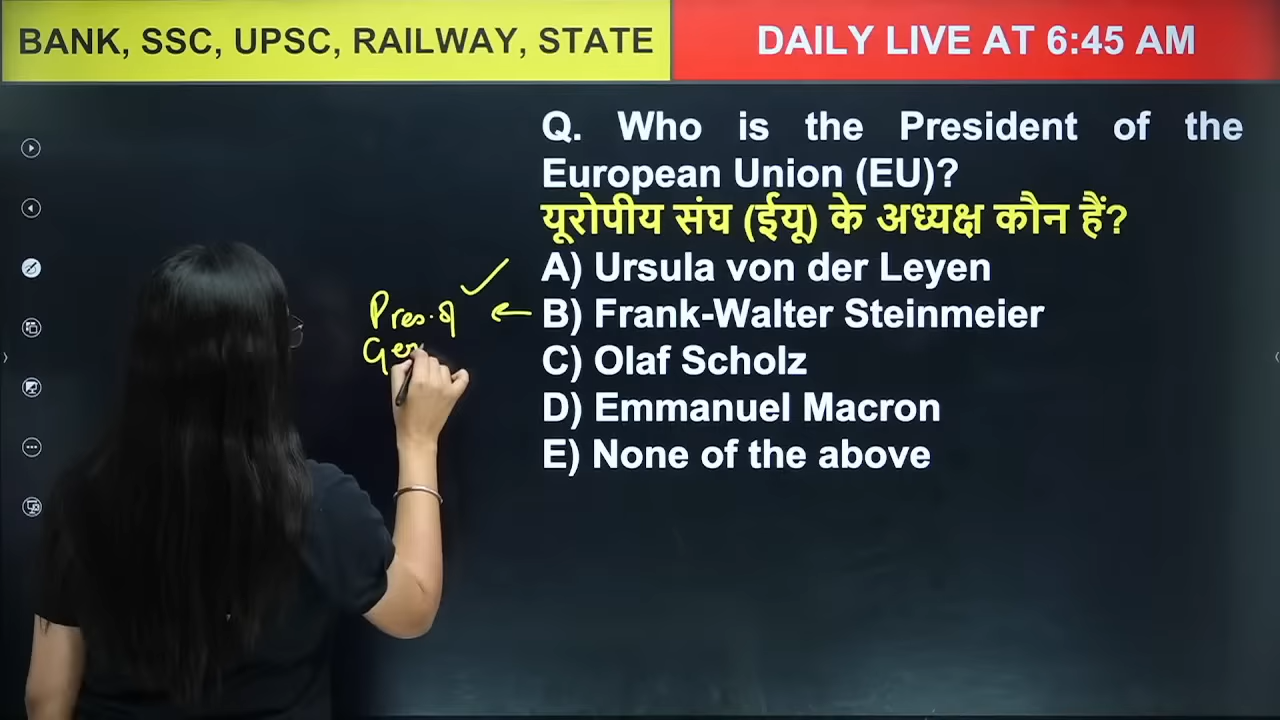 BANK, SSC, UPSC, RAILWAY, STATE
DAILY LIVE AT 6:45 AM
Q. Who is the President of the
European Union (EU)?
यूरोपीय संघ (ईयू) के अध्यक्ष कौन हैं?
A) Ursula von der Leyen
B) Frank-Walter Steinmeier
C) Olaf Scholz
D) Emmanuel Macron
E) None of the above
Pres. of
Ger